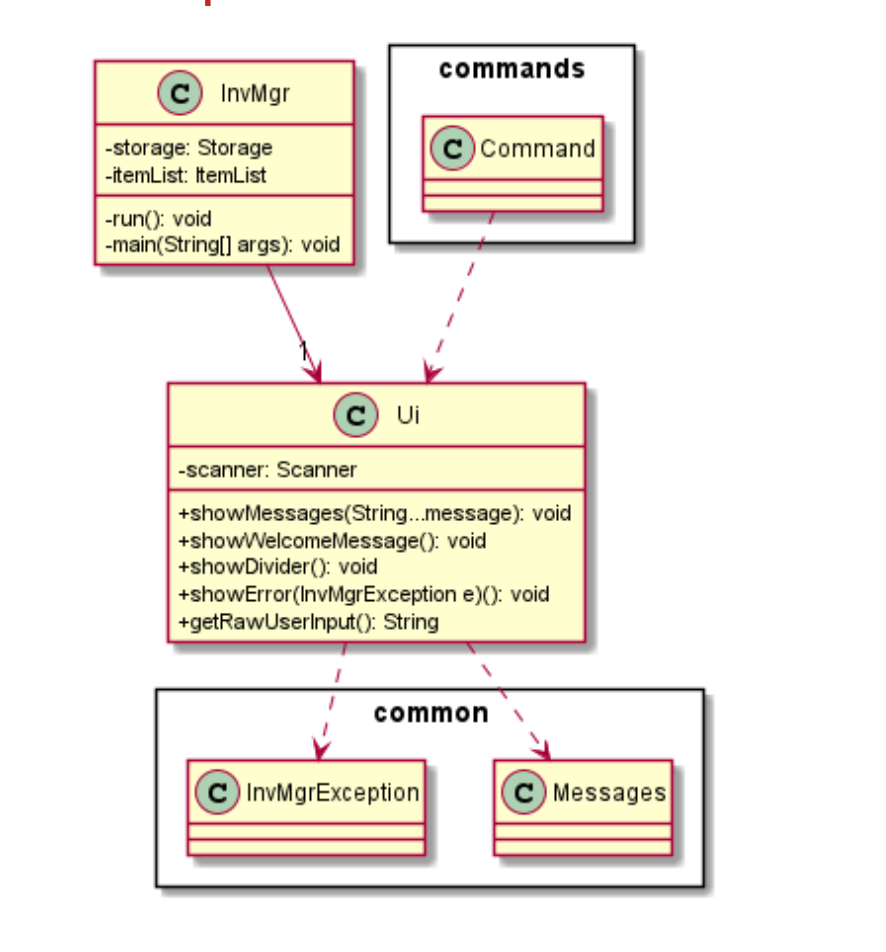 commands
C InvMgr
-storage: Storage
-itemList: ItemList
-run(): void
-main(String[] args): void
C Command
1
C Ui
-scanner: Scanner
+showMessages(String...message): void
+showWelcomeMessage(): void
+showDivider(): void
+showError(InvMgrException e)(): void
+getRawUserInput(): String
common
C InvMgrException
C Messages